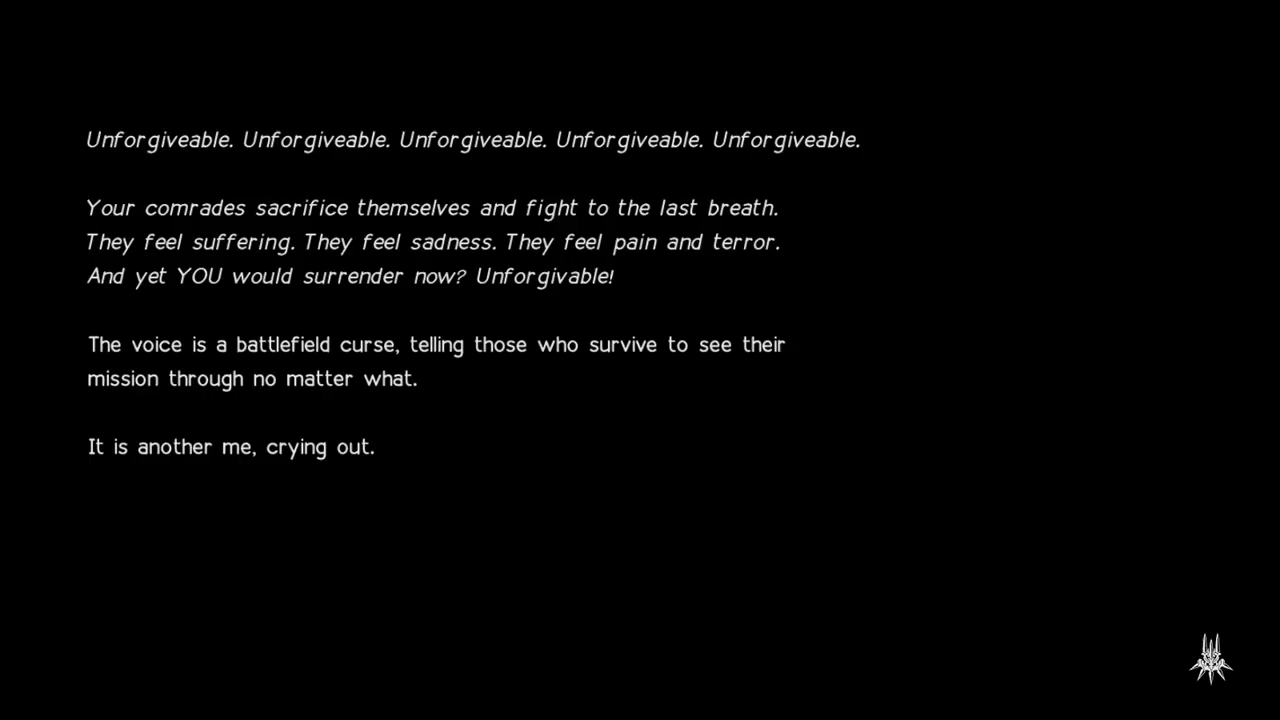 Unforgiveable. Unforgiveable. Unforgiveable. Unforgiveable. Unforgiveable.
Your comrades sacrifice themselves and fight to the last breath.
They feel suffering. They feel sadness. They feel pain and terror.
And yet YOU would surrender now? Unforgivable!
The voice is a battlefield curse, telling those who survive to see their
mission through no matter what.
It is another me, crying out.